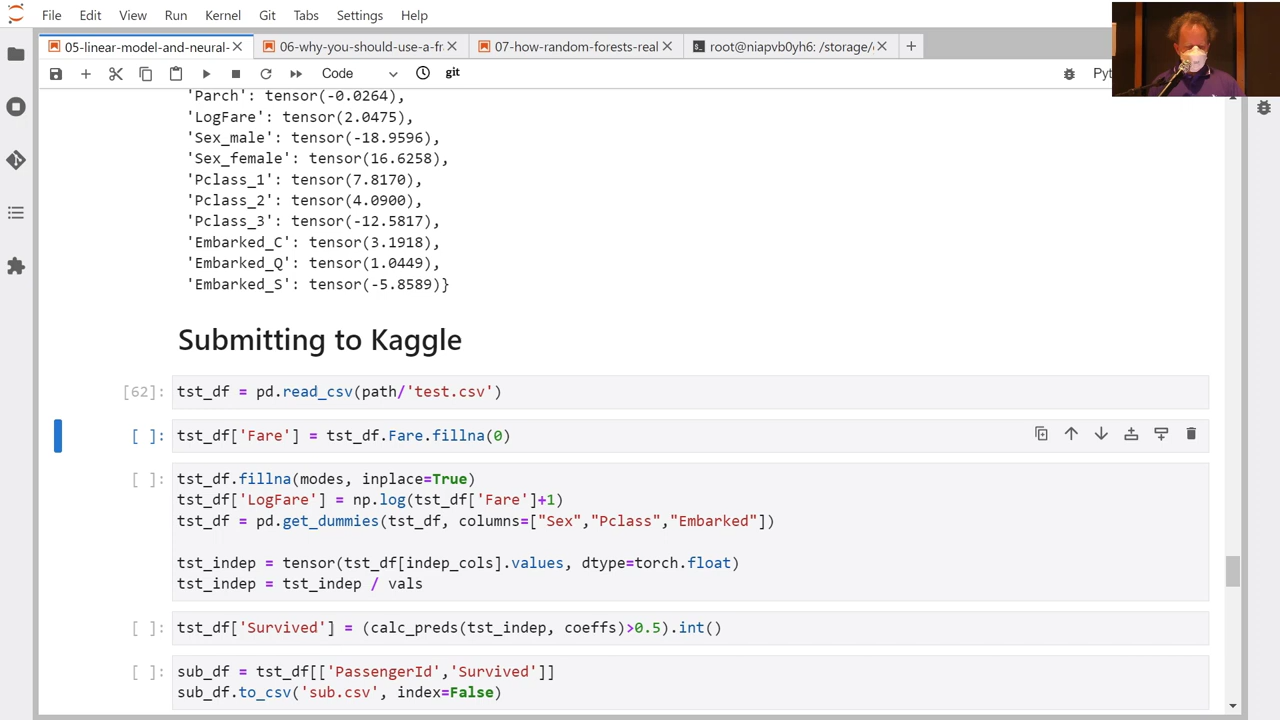 File Edit View Run Kernel Git Tabs Settings Help
05-linear-model-and-neural- 06-why-you-should-use-a-fr 07-how-random-forests-real root@niapvb0yh6: /storage/
Code git
'Parch': tensor(-0.0264),
'LogFare': tensor(2.0475),
'Sex_male': tensor(-18.9596),
'Sex_female': tensor(16.6258),
'Pclass_1': tensor(7.8170),
'Pclass_2': tensor(4.0900),
'Pclass_3': tensor(-12.5817),
'Embarked_C': tensor(3.1918),
'Embarked_Q': tensor(1.0449),
'Embarked_S': tensor(-5.8589)}
Submitting to Kaggle
[62]: tst_df = pd.read_csv(path/'test.csv')
[ ]: tst_df['Fare'] = tst_df.Fare.fillna(0)
[ ]: tst_df.fillna(modes, inplace=True)
tst_df['LogFare'] = np.log(tst_df['Fare']+1)
tst_df = pd.get_dummies(tst_df, columns=["Sex","Pclass","Embarked"])
tst_indep = tensor(tst_df[indep_cols].values, dtype=torch.float)
tst_indep = tst_indep / vals
[ ]: tst_df['Survived'] = (calc_preds(tst_indep, coeffs)>0.5).int()
[ ]: sub_df = tst_df[['PassengerId','Survived']]
sub_df.to_csv('sub.csv', index=False)